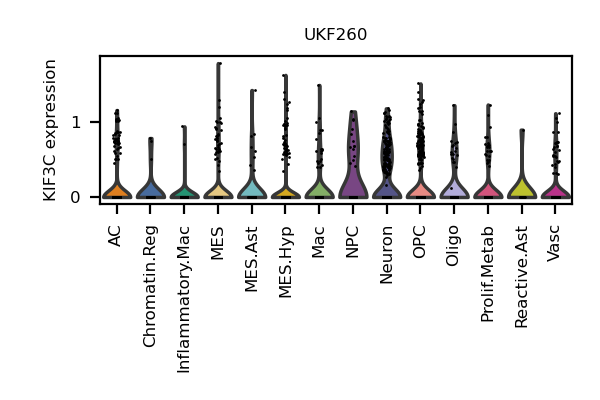 UKF260
KIF3C expression
1
0
AC
Chromatin.Reg
Inflammatory.Mac
MES
MES.Ast
MES.Hyp
Mac
NPC
Neuron
OPC
Oligo
Prolif.Metab
Reactive.Ast
Vasc